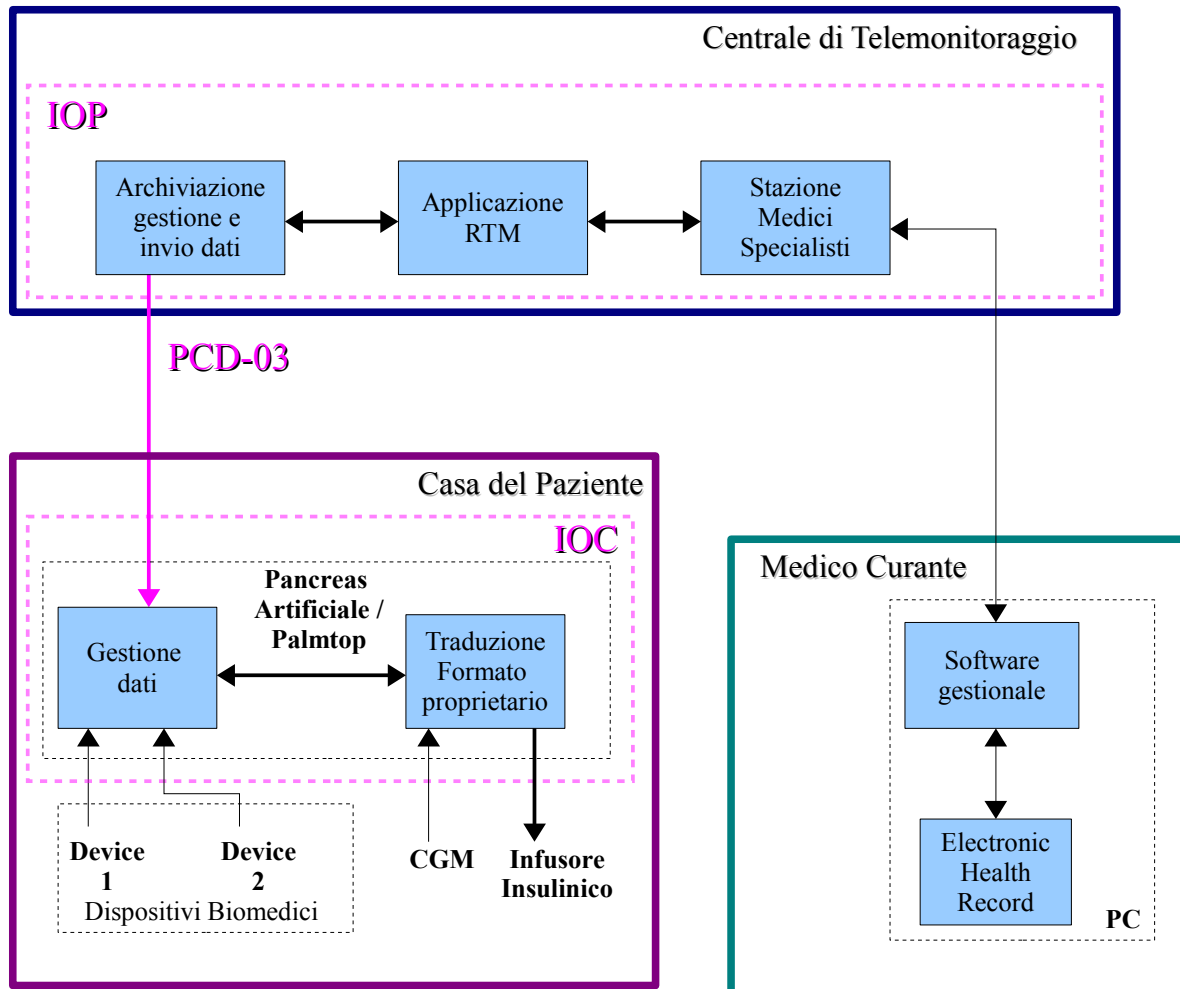 Centrale di Telemonitoraggio
IOP
Archiviazione
gestione e
invio dati
Applicazione
RTM
Stazione
Medici
Specialisti
PCD-03
Casa del Paziente
IOC
Pancreas
Artificiale /
Palmtop
Gestione
dati
Traduzione
Formato
proprietario
Device
1
Device
2
Dispositivi Biomedici
CGM
Infusore
Insulinico
Medico Curante
Software
gestionale
Electronic
Health
Record
PC